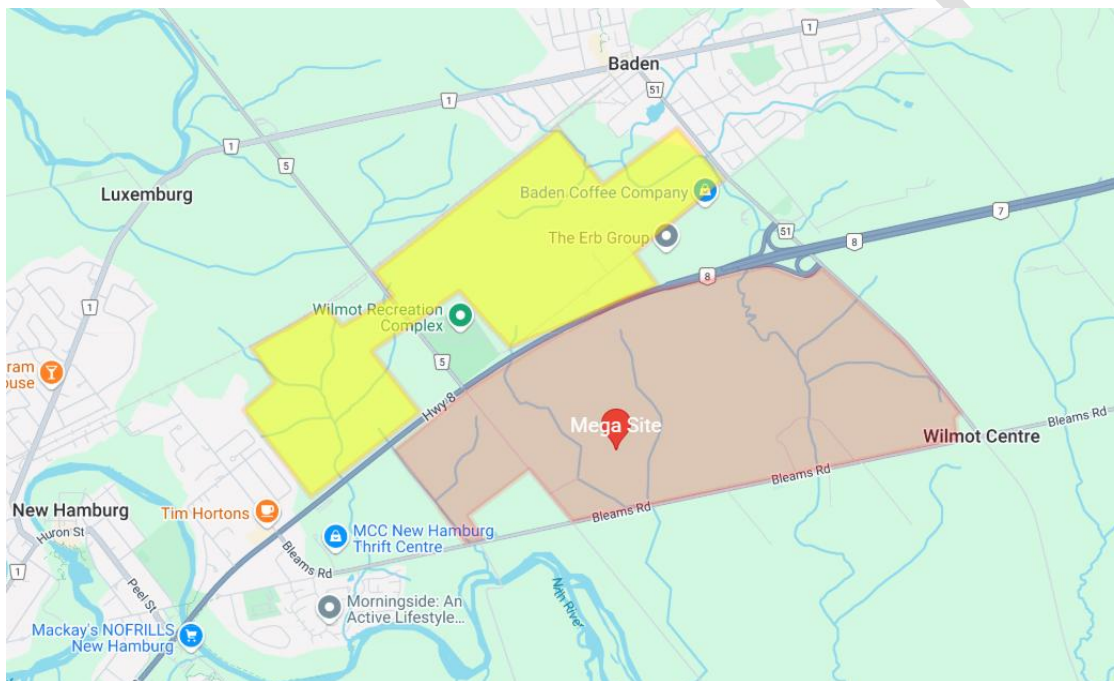 1
Baden
51
1
1
5
Luxemburg
Baden Coffee Company
7
The Erb Group
51
8
8
1
Wilmot Recreation
Complex
5
ram
ouse
Hwy 8
Mega Site
Wilmot Centre
Bleams Rd
Bleams Rd
Bleams Rd
New Hamburg
Tim Hortons
Huron St
MCC New Hamburg
Thrift Centre
Bleams Rd
1
Peel St
Nith River
Morningside: An
Active Lifestyle...
Mackay's NOFRILLS
New Hamburg